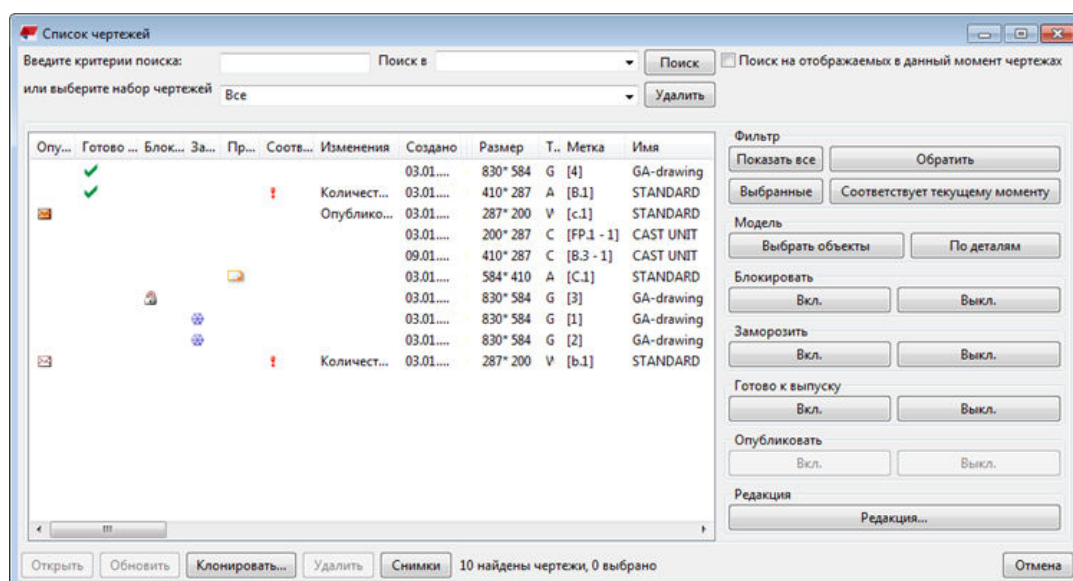 Список чертежей
Введите критерии поиска: Поиск в Поиск Поиск на отображаемых в данный момент чертежах
или выберите набор чертежей Все Удалить
Опу... Готово ... Блок... За... Пр... Соотв... Изменения Создано Размер Т.. Метка Имя
03.01.... 830* 584 G [4] GA-drawing
Количест... 03.01.... 410* 287 A [B.1] STANDARD
Опублико... 03.01.... 287* 200 W [c.1] STANDARD
03.01.... 200* 287 C [FP.1 - 1] CAST UNIT
09.01.... 410* 287 C [B.3 - 1] CAST UNIT
03.01.... 584* 410 A [C.1] STANDARD
03.01.... 830* 584 G [3] GA-drawing
03.01.... 830* 584 G [1] GA-drawing
03.01.... 830* 584 G [2] GA-drawing
Количест... 03.01.... 287* 200 W [b.1] STANDARD
Фильтр
Показать все Обратить
Выбранные Соответствует текущему моменту
Модель
Выбрать объекты По деталям
Блокировать
Вкл. Выкл.
Заморозить
Вкл. Выкл.
Готово к выпуску
Вкл. Выкл.
Опубликовать
Вкл. Выкл.
Редакция
Редакция...
Открыть Обновить Клонировать... Удалить Снимки 10 найдены чертежи, 0 выбрано Отмена